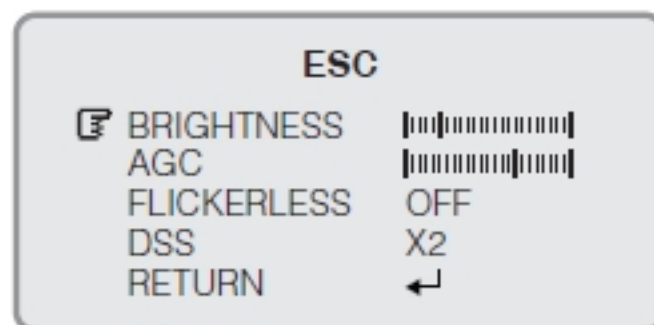 ESC
BRIGHTNESS
AGC
FLICKERLESS OFF
DSS X2
RETURN ↵